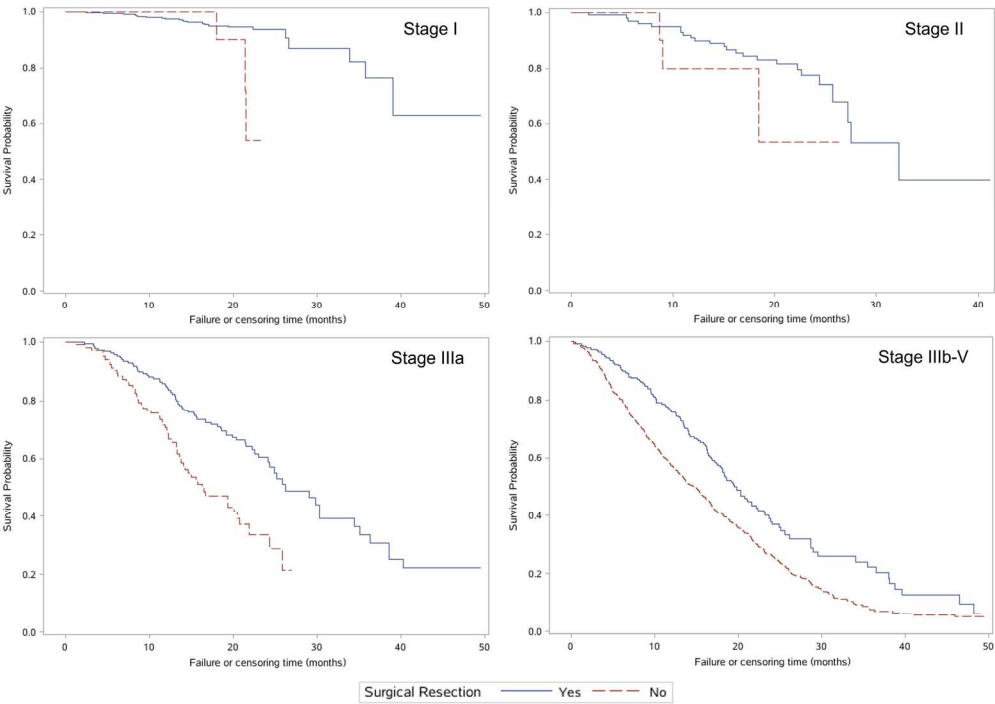 Stage I
1.0
0.8
0.6
0.4
0.2
0.0
Survival Probability
0 10 20 30 40 50
Failure or censoring time (months)
Stage II
1.0
0.8
0.6
0.4
0.2
0.0
Survival Probability
0 10 20 30 40
Failure or censoring time (months)
Stage IIIa
1.0
0.8
0.6
0.4
0.2
0.0
Survival Probability
0 10 20 30 40 50
Failure or censoring time (months)
Stage IIIb-V
1.0
0.8
0.6
0.4
0.2
0.0
Survival Probability
0 10 20 30 40 50
Failure or censoring time (months)
Surgical Resection Yes No